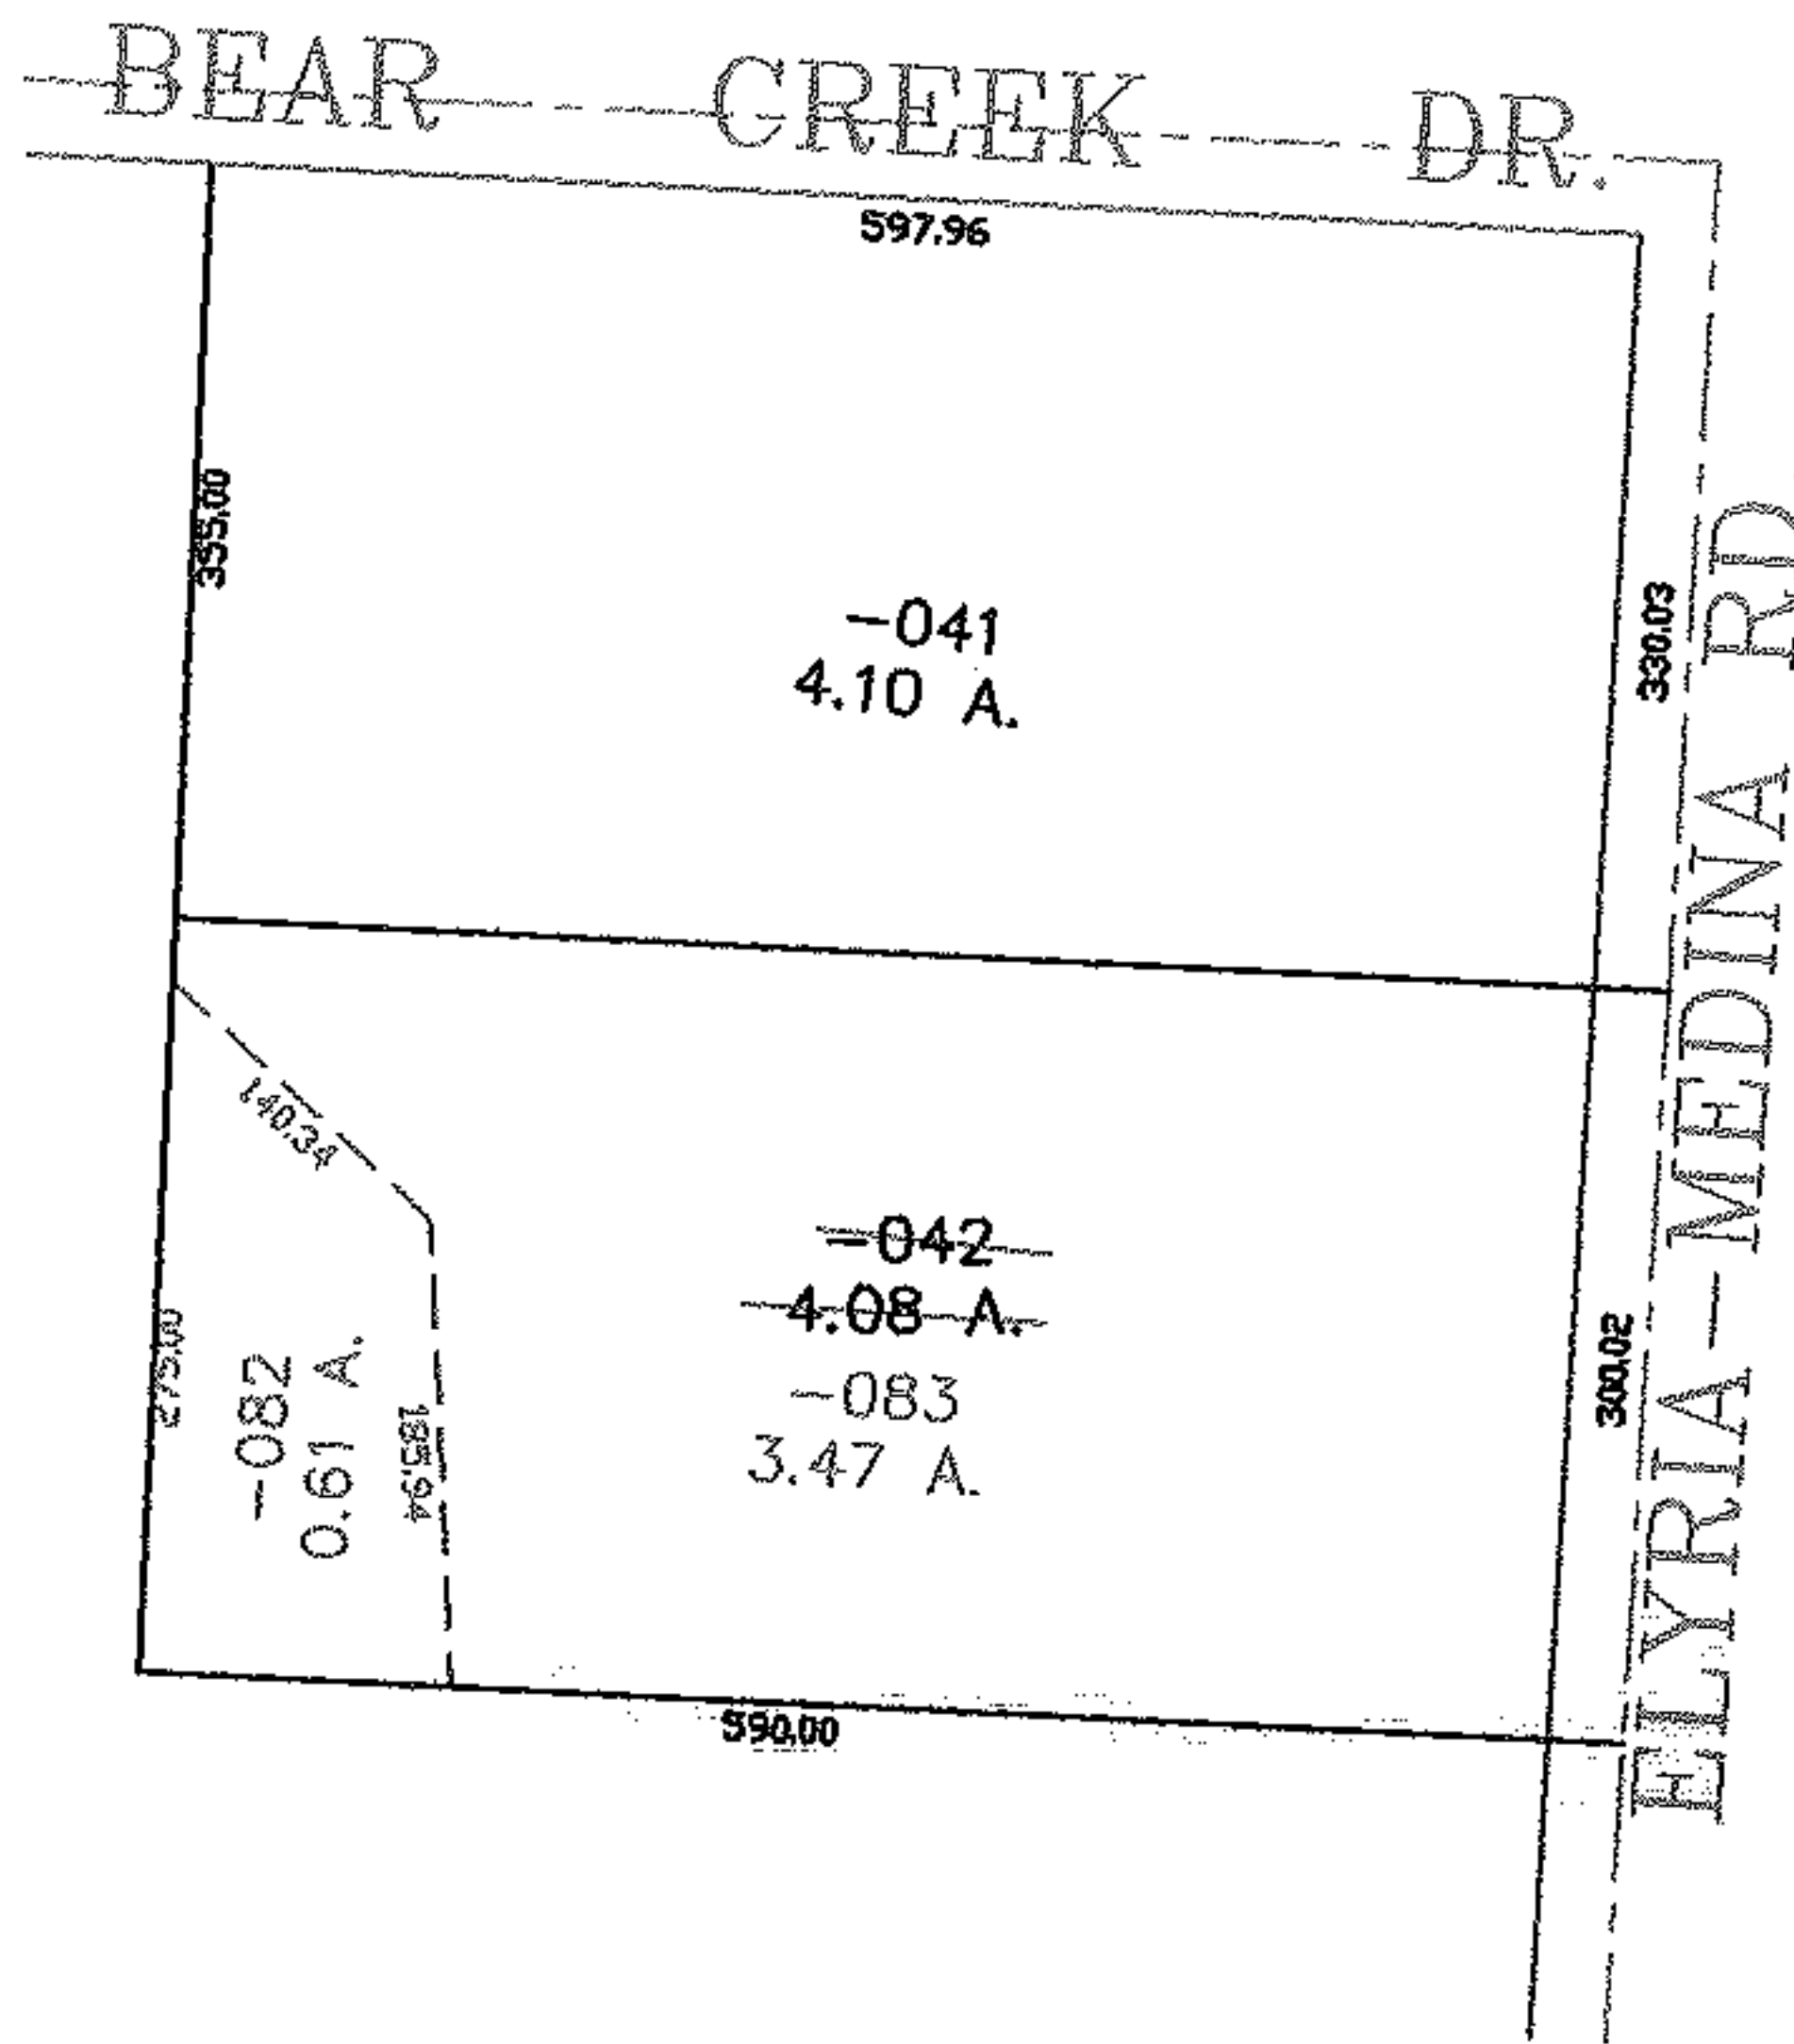 BEAR CREEK DR.
597.96
355.00
-041
4.10 A.
330.03
ELYRIA-MEDINA RD.
140.34
-042
4.08 A.
-083
3.47 A.
275.00
-082
0.61 A.
185.94
300.02
590.00